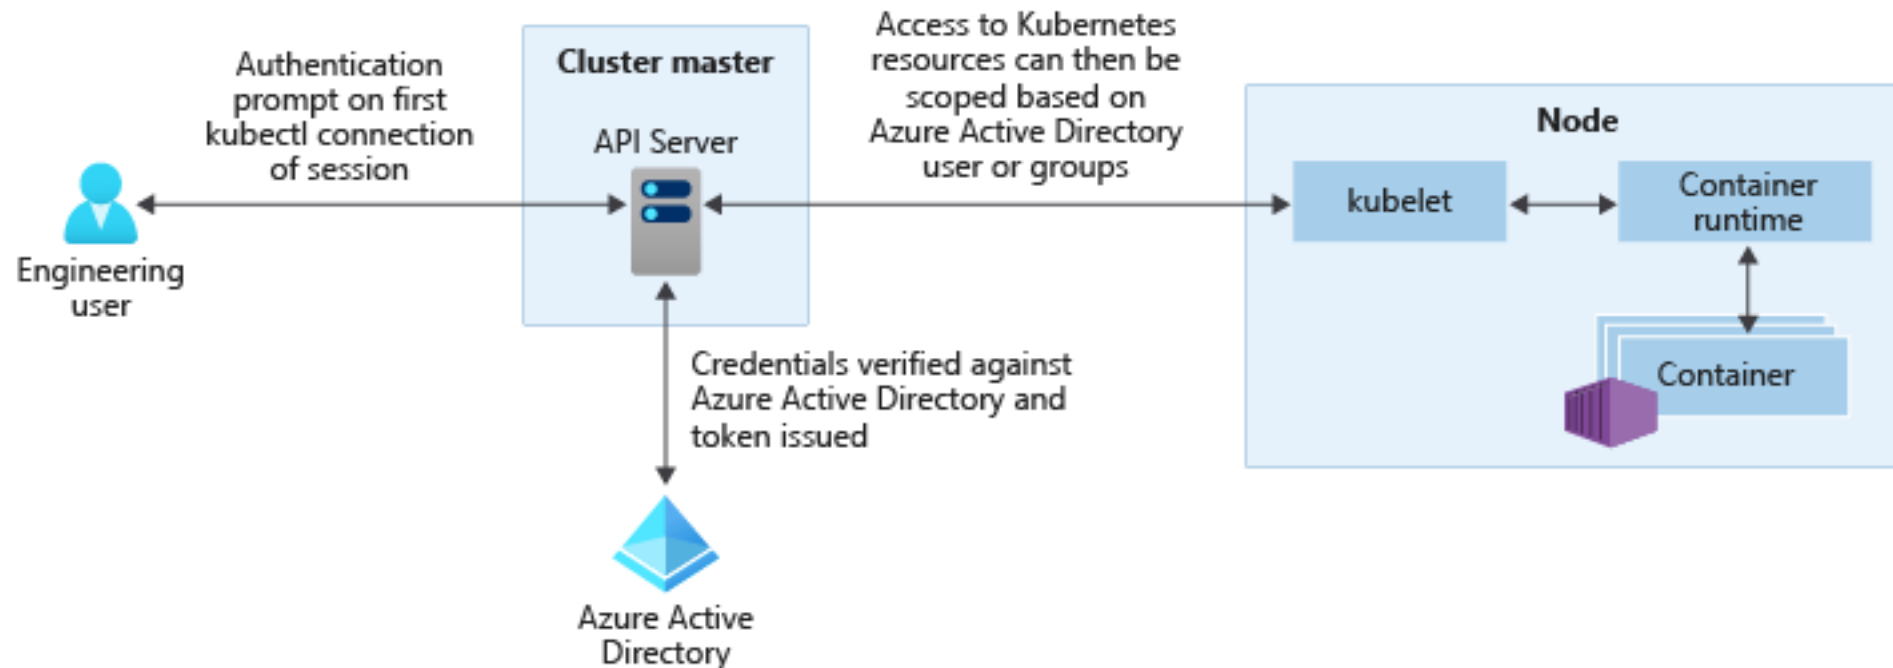 Authentication
prompt on first
kubectl connection
of session
Engineering
user
Cluster master
API Server
Access to Kubernetes
resources can then be
scoped based on
Azure Active Directory
user or groups
Credentials verified against
Azure Active Directory and
token issued
Azure Active
Directory
Node
kubelet
Container
runtime
Container